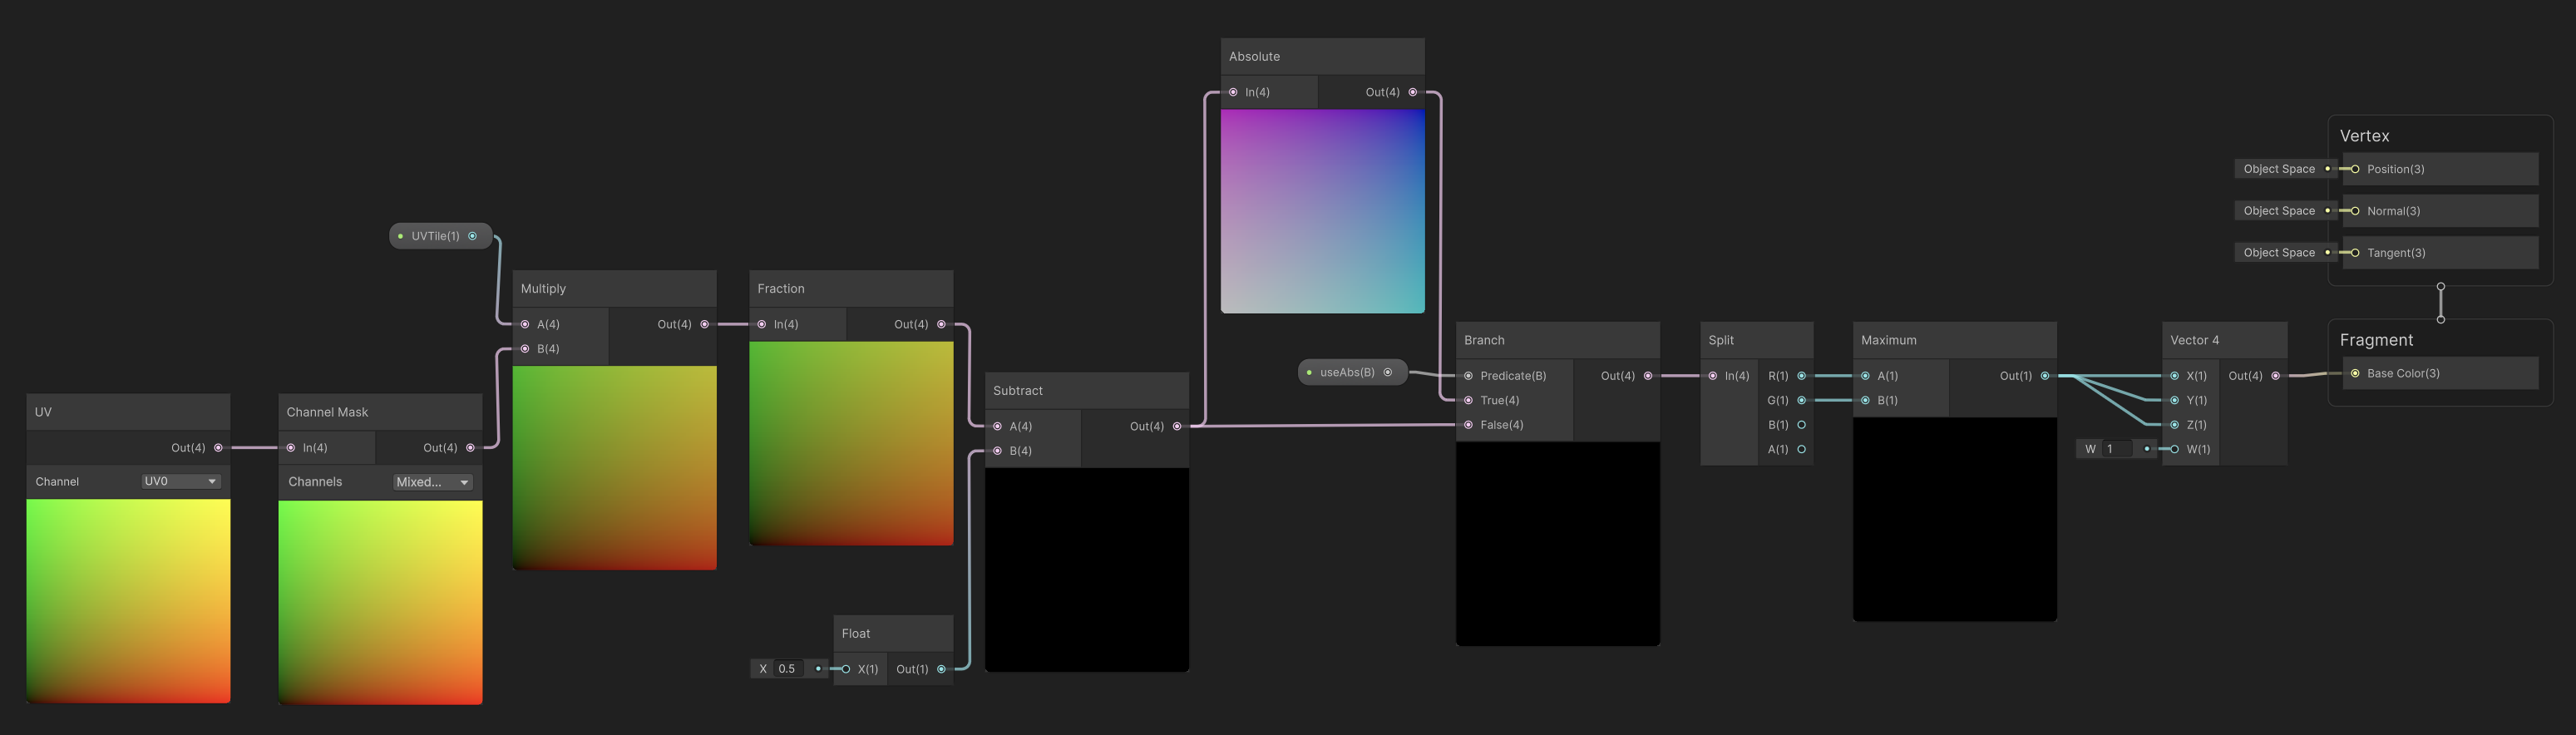 UV
Out(4)
Channel
UV0
Channel Mask
In(4)
Out(4)
Channels
Mixed...
UVTile(1)
Multiply
A(4)
Out(4)
B(4)
Fraction
In(4)
Out(4)
Float
X
0.5
X(1)
Out(1)
Subtract
A(4)
Out(4)
B(4)
Absolute
In(4)
Out(4)
useAbs(B)
Branch
Predicate(B)
Out(4)
True(4)
False(4)
Split
In(4)
R(1)
G(1)
B(1)
A(1)
Maximum
A(1)
Out(1)
B(1)
Vector 4
X(1)
Out(4)
Y(1)
Z(1)
W
1
W(1)
Vertex
Object Space
Position(3)
Object Space
Normal(3)
Object Space
Tangent(3)
Fragment
Base Color(3)